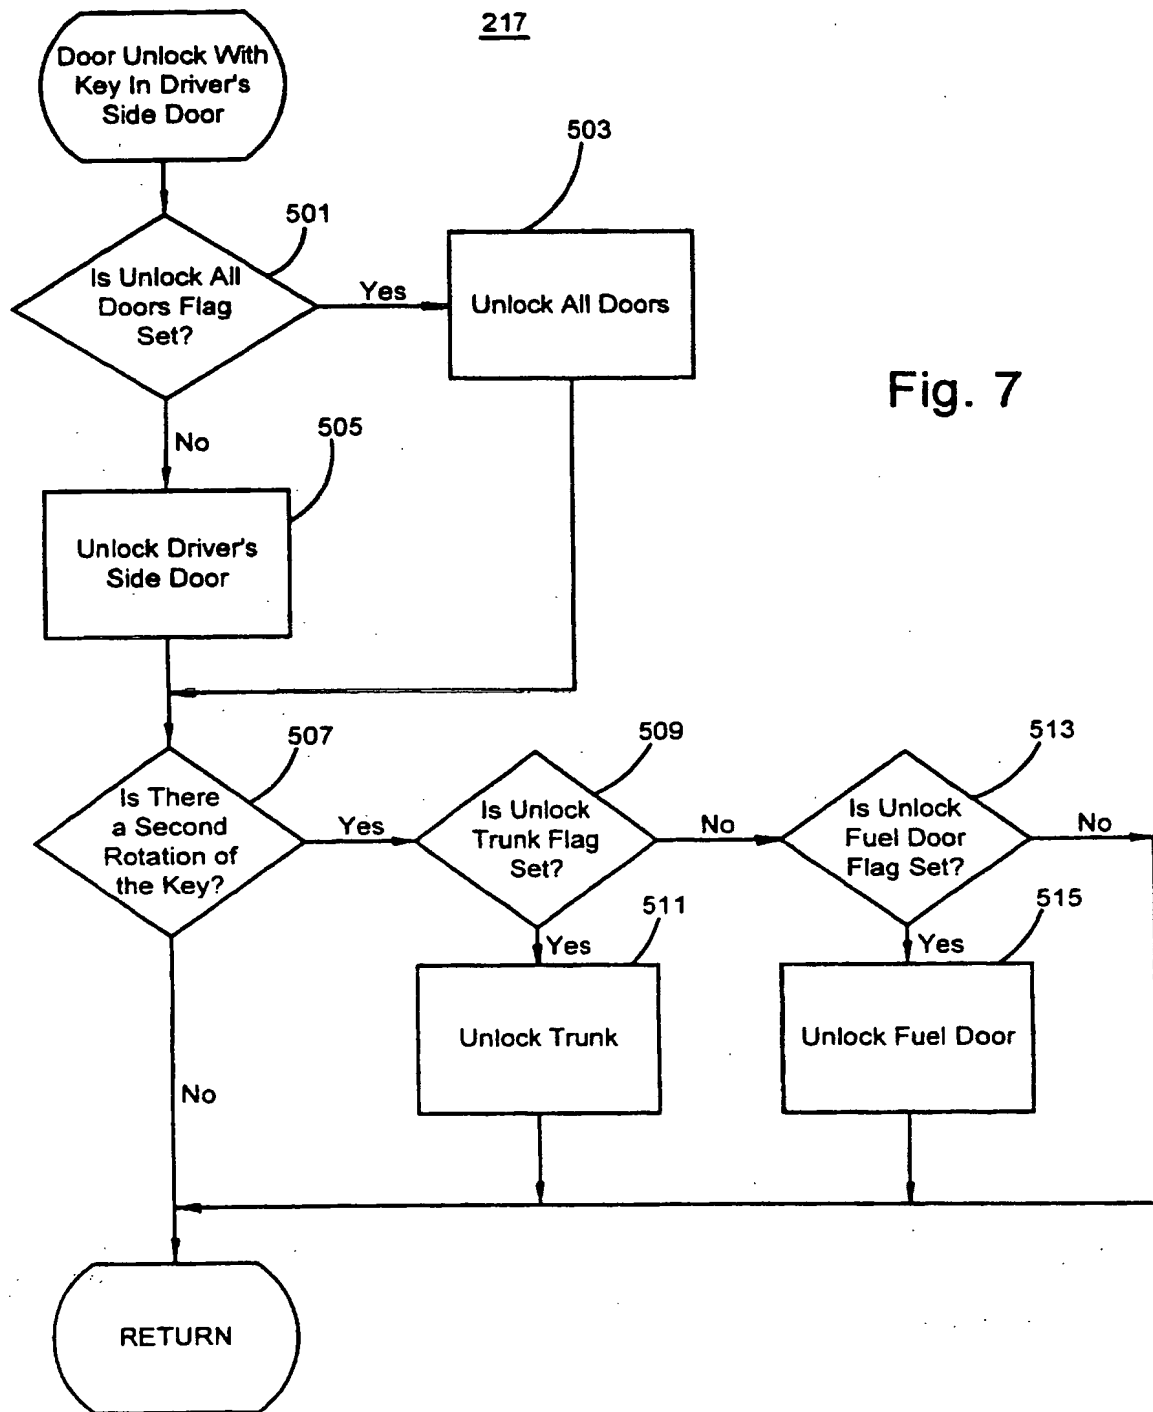 217
Door Unlock With
Key In Driver's
Side Door
503
501
Is Unlock All
Doors Flag
Set?
Yes
Unlock All Doors
Fig. 7
No
505
Unlock Driver's
Side Door
507
Is There
a Second
Rotation of
the Key?
Yes
509
Is Unlock
Trunk Flag
Set?
No
513
Is Unlock
Fuel Door
Flag Set?
No
Yes
511
Unlock Trunk
Yes
515
Unlock Fuel Door
No
RETURN